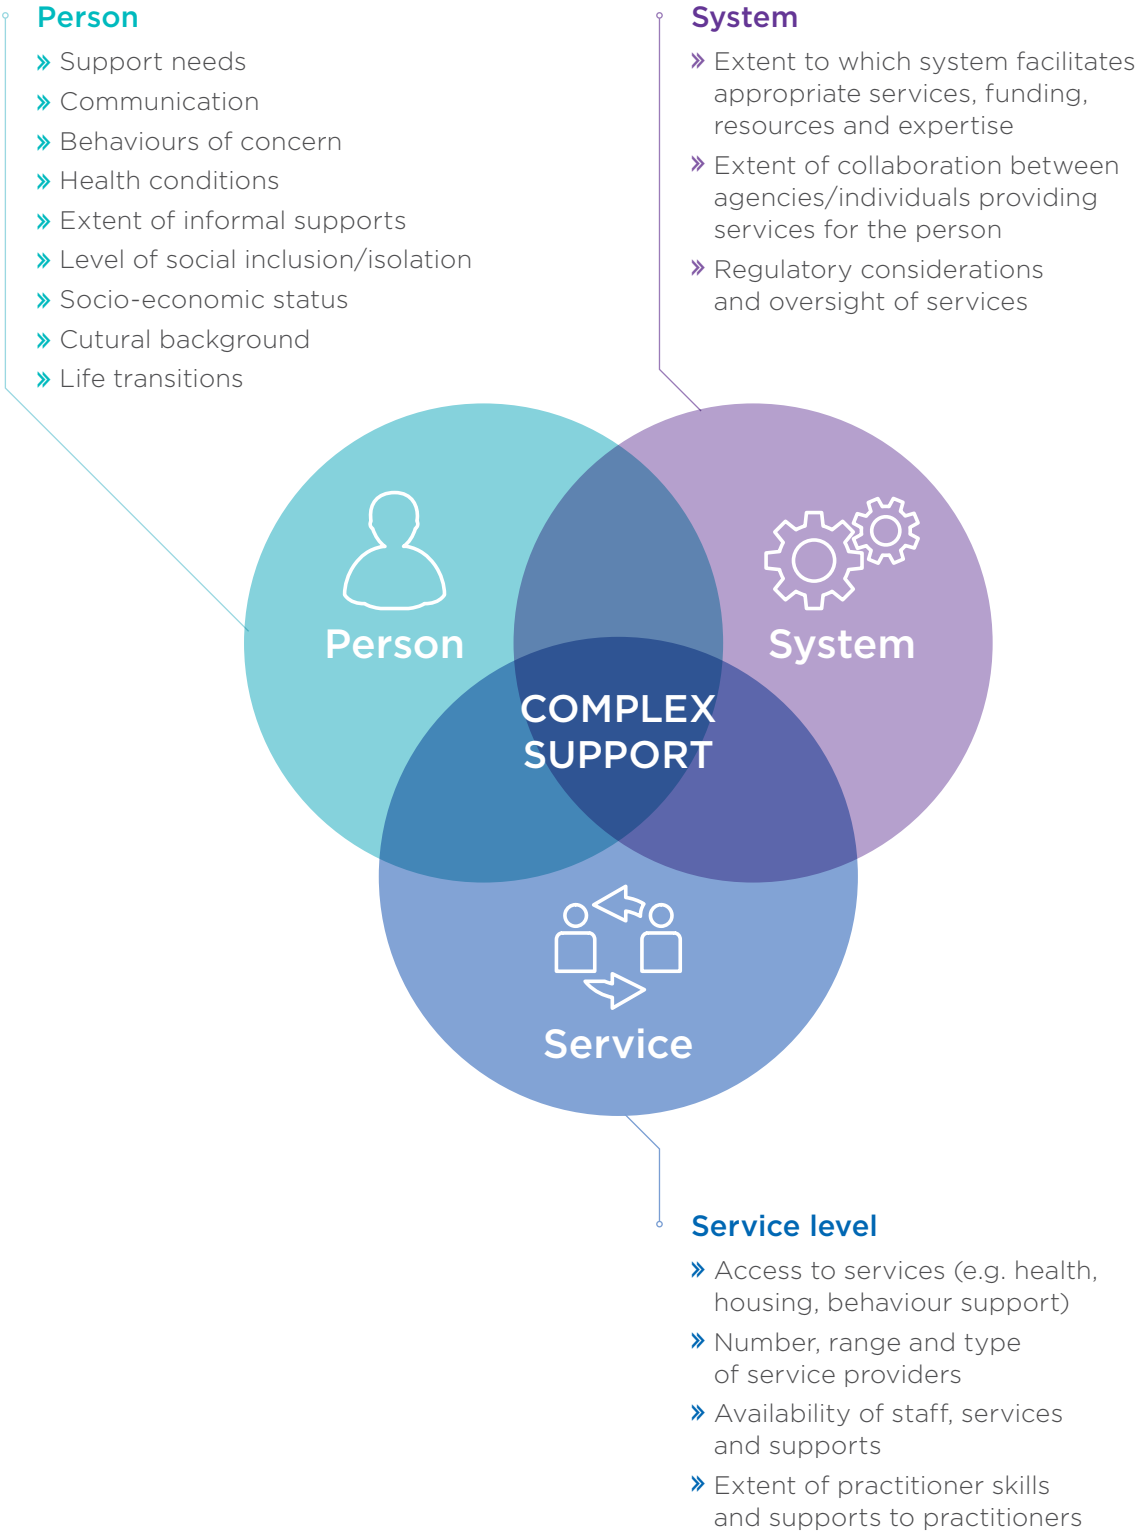 Person
Support needs
Communication
Behaviours of concern
Health conditions
Extent of informal supports
Level of social inclusion/isolation
Socio-economic status
Cutural background
Life transitions
System
Extent to which system facilitates
appropriate services, funding,
resources and expertise
Extent of collaboration between
agencies/individuals providing
services for the person
Regulatory considerations
and oversight of services
Person
System
COMPLEX
SUPPORT
Service
Service level
Access to services (e.g. health,
housing, behaviour support)
Number, range and type
of service providers
Availability of staff, services
and supports
Extent of practitioner skills
and supports to practitioners